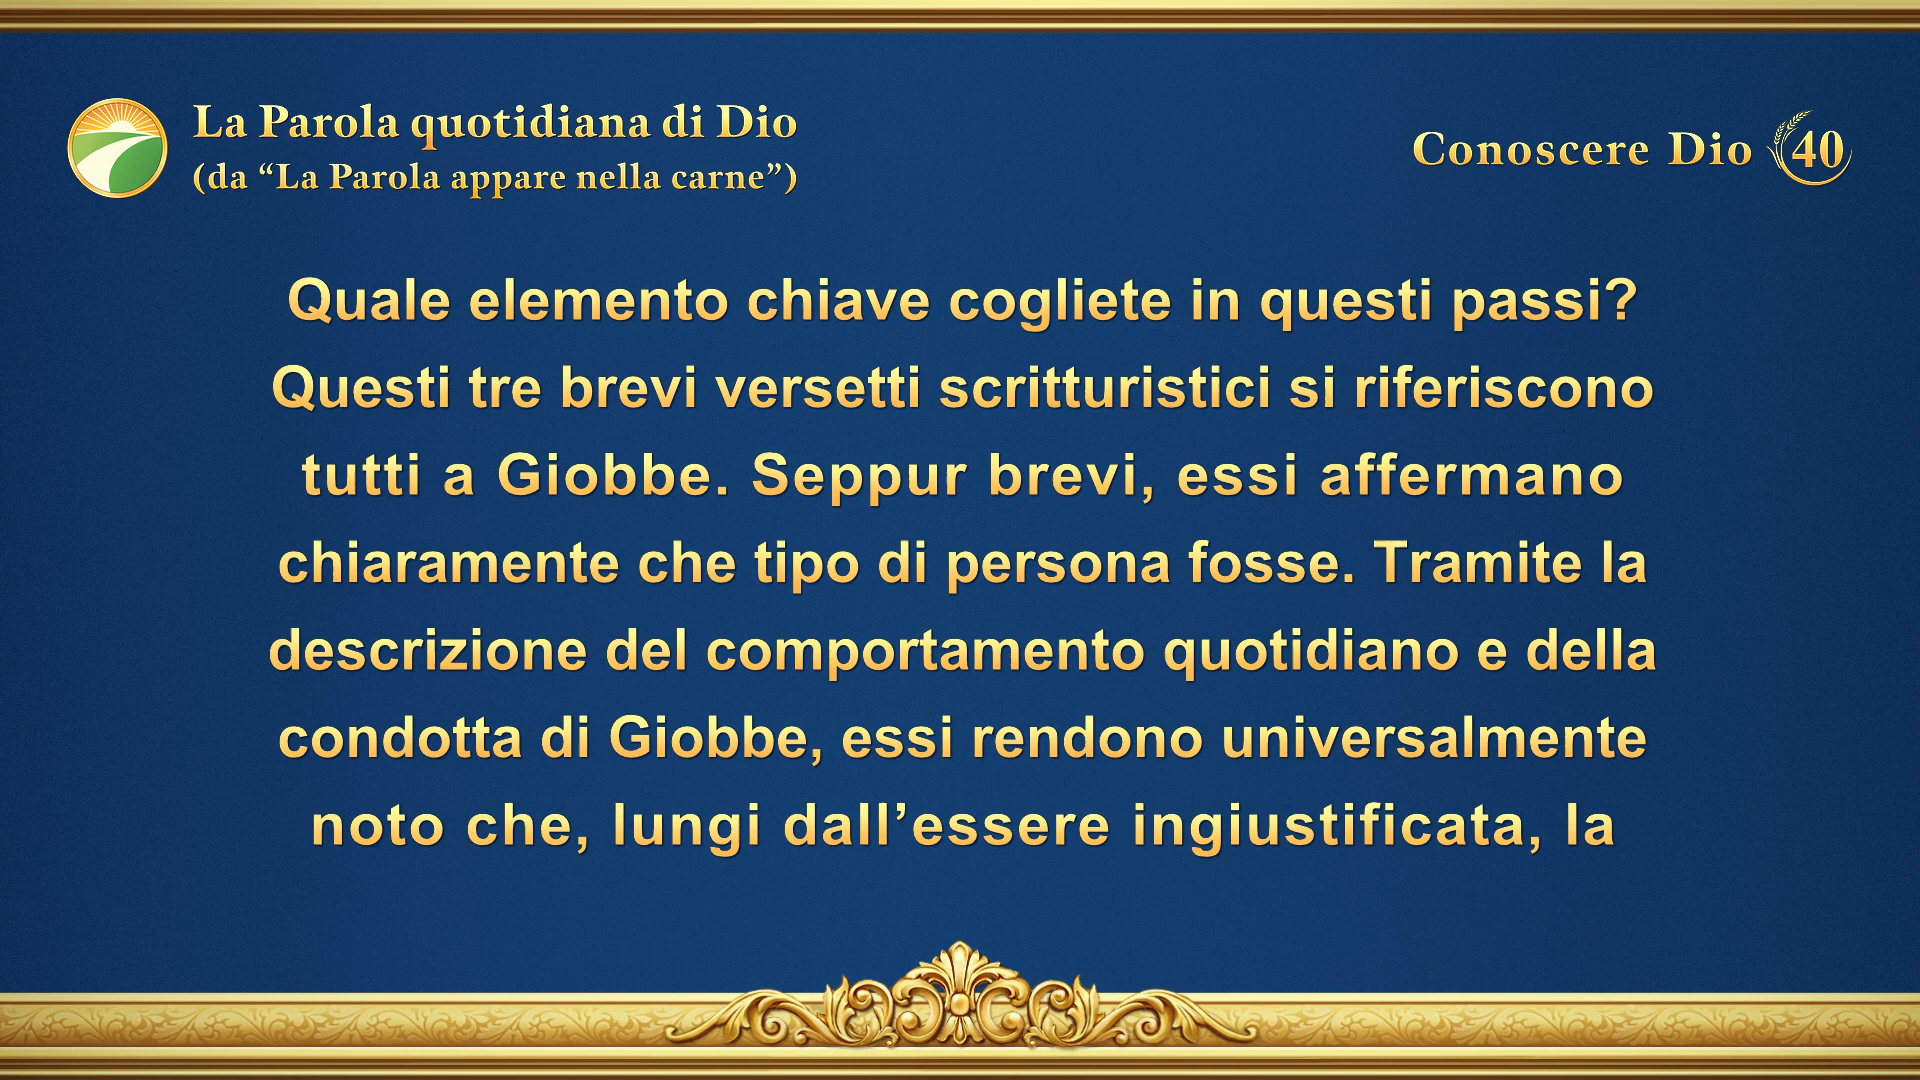 La Parola quotidiana di Dio
(da “La Parola appare nella carne”)
Conoscere Dio 40
Quale elemento chiave cogliete in questi passi?
Questi tre brevi versetti scritturistici si riferiscono
tutti a Giobbe. Seppur brevi, essi affermano
chiaramente che tipo di persona fosse. Tramite la
descrizione del comportamento quotidiano e della
condotta di Giobbe, essi rendono universalmente
noto che, lungi dall’essere ingiustificata, la